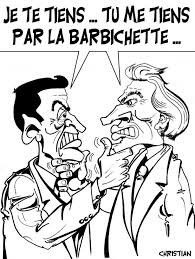 JE TE TIENS ... TU ME TIENS
PAR LA BARBICHETTE ...
CHRISTIAN